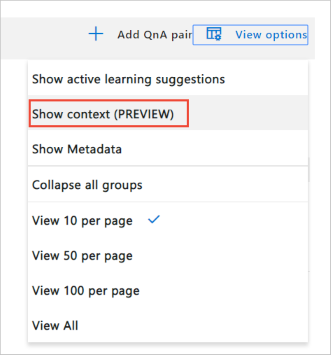 Add QnA pair View options
Show active learning suggestions
Show context (PREVIEW)
Show Metadata
Collapse all groups
View 10 per page
View 50 per page
View 100 per page
View All